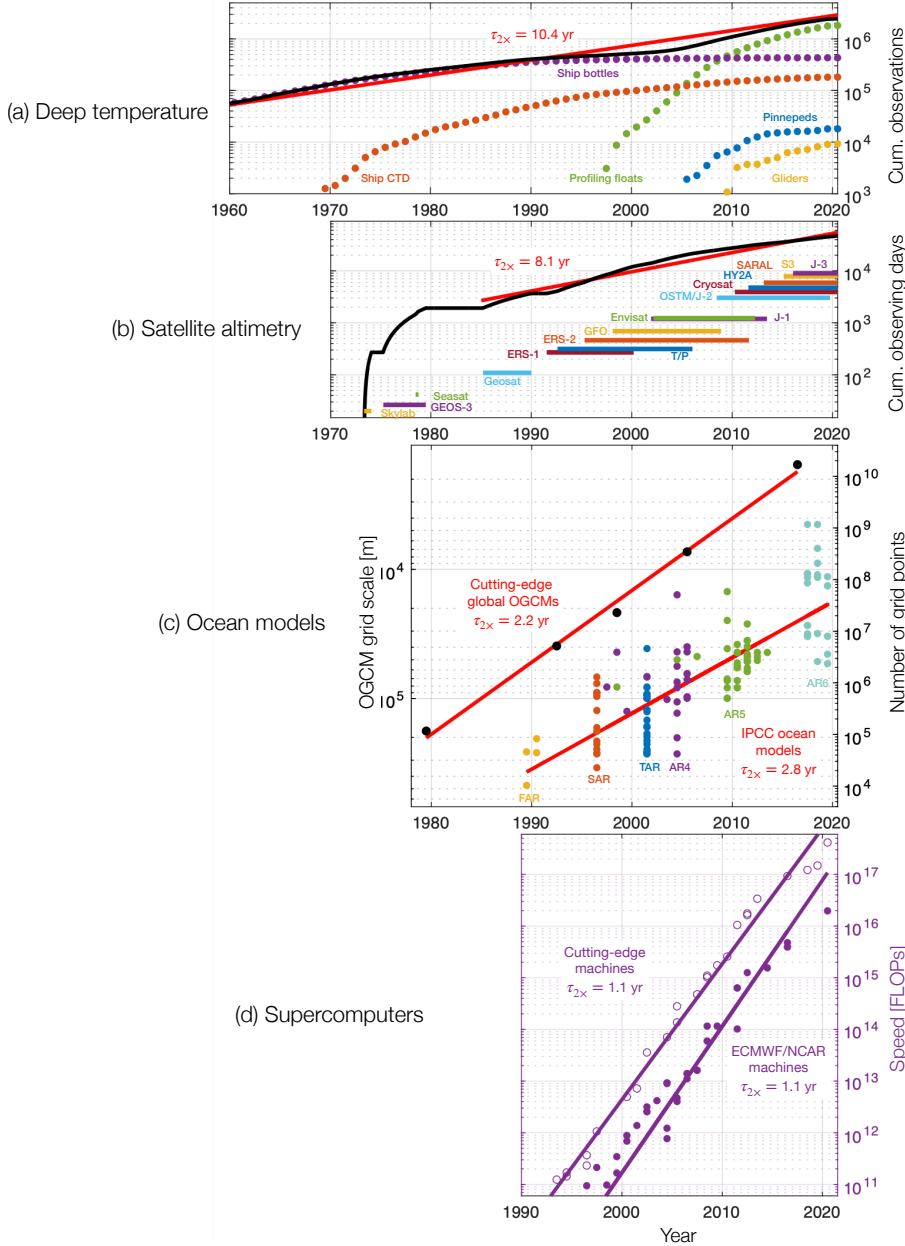 τ2× = 10.4 yr
10^6
Ship bottles
10^5
(a) Deep temperature
Pinnepeds
10^4
Ship CTD
Profiling floats
Gliders
10^3
Cum. observations
1960
1970
1980
1990
2000
2010
2020
τ2× = 8.1 yr
SARAL
S3
J-3
HY2A
10^4
Cryosat
OSTM/J-2
Envisat
J-1
10^3
(b) Satellite altimetry
GFO
ERS-2
ERS-1
T/P
Geosat
10^2
Seasat
GEOS-3
Skylab
Cum. observing days
1970
1980
1990
2000
2010
2020
10^10
10^9
10^4
10^8
Cutting-edge
global OGCMs
τ2× = 2.2 yr
(c) Ocean models
OGCM grid scale [m]
Number of grid points
10^7
AR6
10^6
10^5
AR5
IPCC ocean
models
τ2× = 2.8 yr
10^5
TAR
AR4
SAR
FAR
10^4
1980
1990
2000
2010
2020
10^17
10^16
Cutting-edge
machines
τ2× = 1.1 yr
10^15
(d) Supercomputers
10^14
ECMWF/NCAR
machines
τ2× = 1.1 yr
Speed [FLOPs]
10^13
10^12
10^11
1990
2000
2010
2020
Year